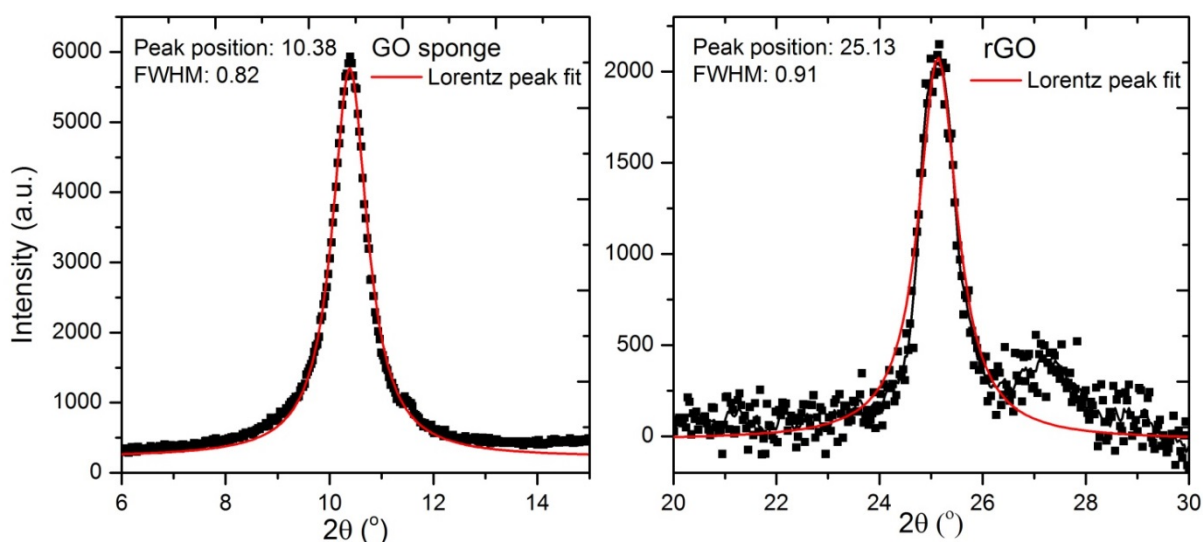 Peak position: 10.38 GO sponge
FWHM: 0.82 Lorentz peak fit
6000
5000
4000
3000
2000
1000
0
6 8 10 12 14
2θ (°)
Intensity (a.u.)
Peak position: 25.13 rGO
FWHM: 0.91 Lorentz peak fit
2000
1500
1000
500
0
20 22 24 26 28 30
2θ (°)